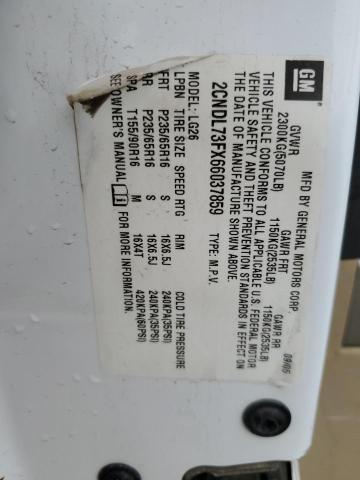 GM
MFD BY GENERAL MOTORS CORP. 09/05
GVWR GAWR FRT GAWR RR
2300KG(5070LB) 1150KG(2535LB) 1150KG(2535LB)
THIS VEHICLE CONFORMS TO ALL APPLICABLE U.S. FEDERAL MOTOR
VEHICLE SAFETY AND THEFT PREVENTION STANDARDS IN EFFECT ON
THE DATE OF MANUFACTURE SHOWN ABOVE.
2CNDL73FX66037859 TYPE: M.P.V.
MODEL: LG26
LPBN TIRE SIZE SPEED RTG RIM COLD TIRE PRESSURE
FRT P235/65R16 S 16X6.5J 240KPA(35PSI)
RR P235/65R16 S 16X6.5J 240KPA(35PSI)
SPA T155/90R16 M 16X4T 420KPA(60PSI)
SEE OWNER'S MANUAL